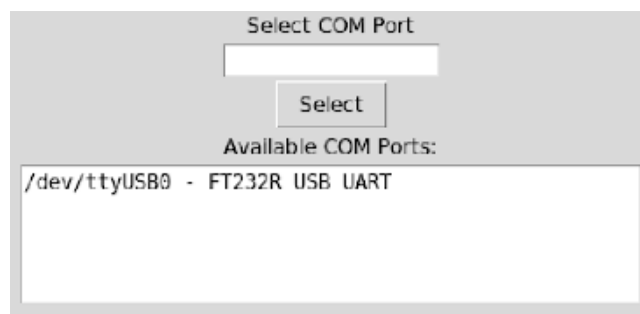 Select COM Port
Select
Available COM Ports:
/dev/ttyUSB0 - FT232R USB UART